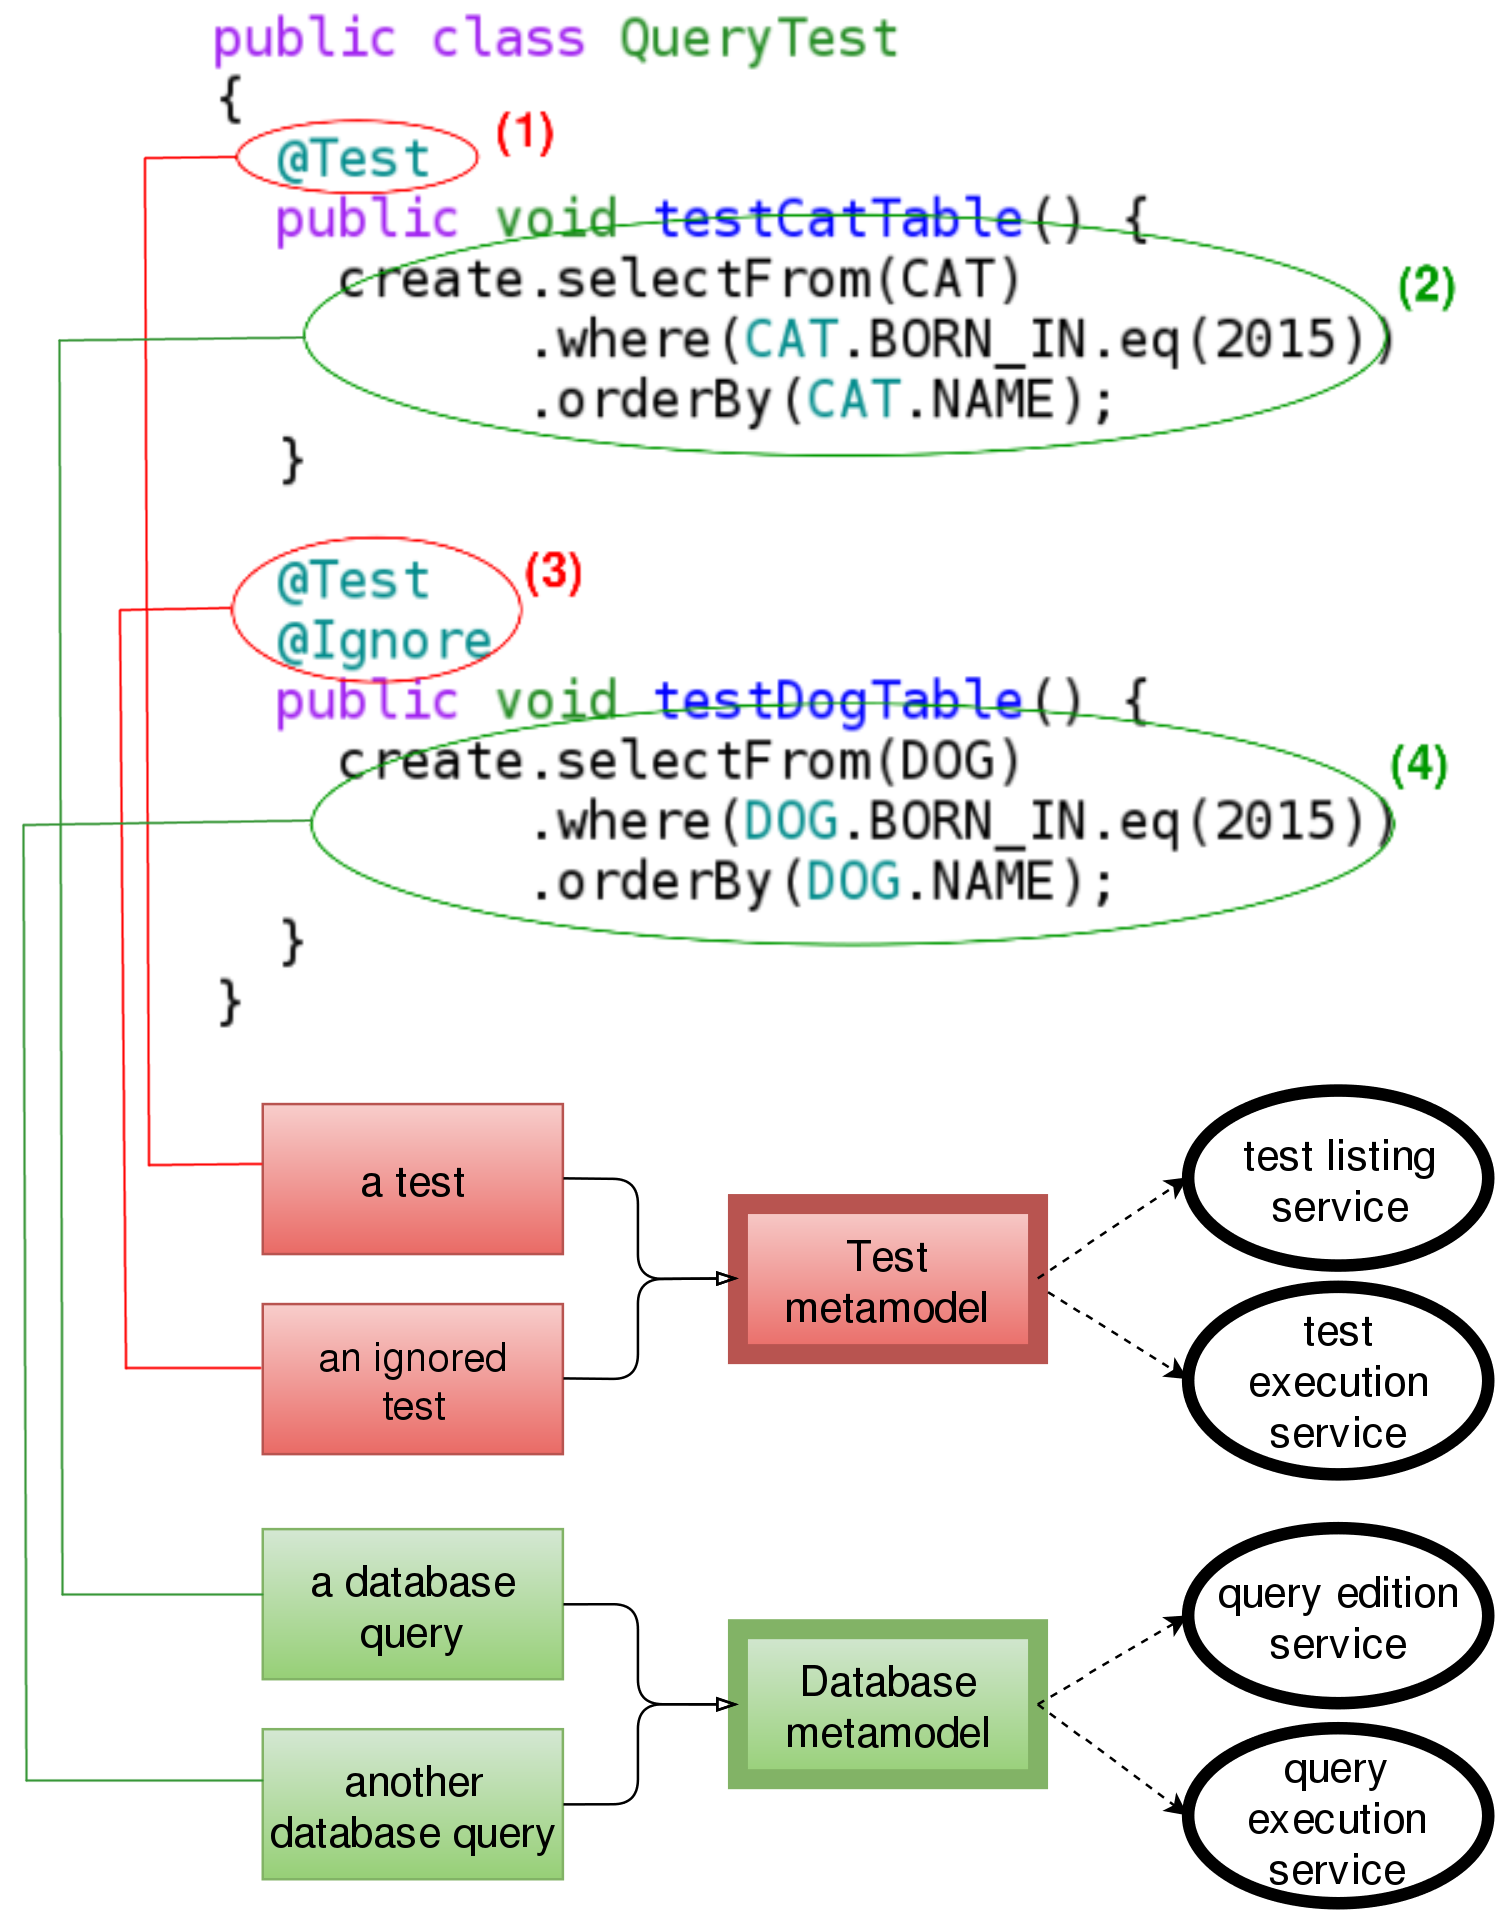 public class QueryTest
{
@Test
(1)
public void testCatTable() {
create.selectFrom(CAT)
(2)
.where(CAT.BORN_IN.eq(2015))
.orderBy(CAT.NAME);
}
@Test
(3)
@Ignore
public void testDogTable() {
create.selectFrom(DOG)
(4)
.where(DOG.BORN_IN.eq(2015))
.orderBy(DOG.NAME);
}
}
a test
an ignored
test
Test
metamodel
test listing
service
test
execution
service
a database
query
another
database query
Database
metamodel
query edition
service
query
execution
service